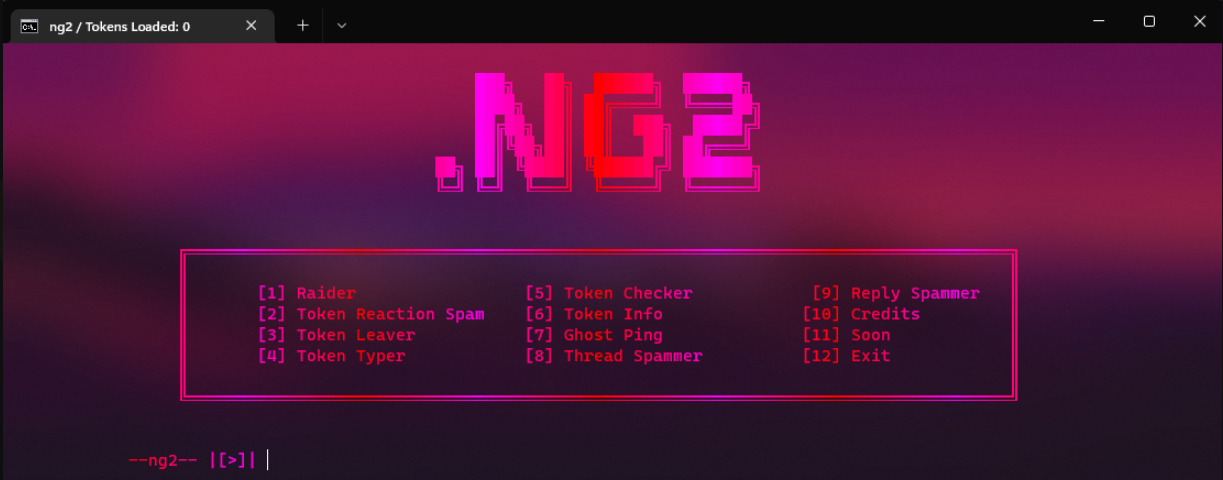 ng2 / Tokens Loaded: 0
.NG2
[1] Raider [5] Token Checker [9] Reply Spammer
[2] Token Reaction Spam [6] Token Info [10] Credits
[3] Token Leaver [7] Ghost Ping [11] Soon
[4] Token Typer [8] Thread Spammer [12] Exit
--ng2-- |[>]|